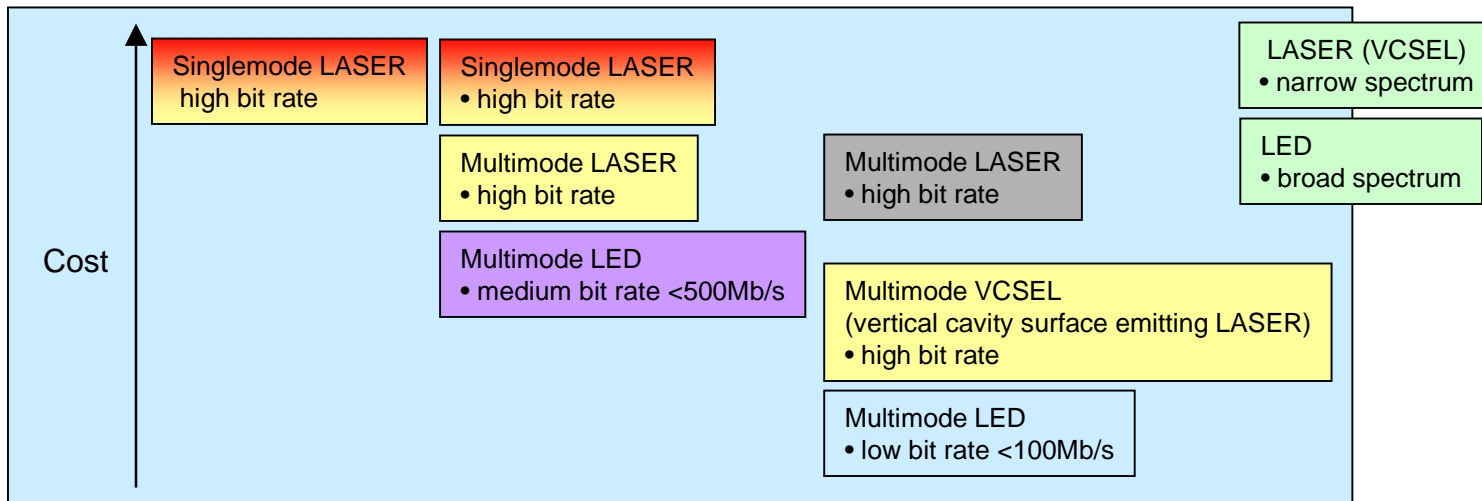 Cost
Singlemode LASER
high bit rate
Singlemode LASER
• high bit rate
Multimode LASER
• high bit rate
Multimode LED
• medium bit rate <500Mb/s
Multimode LASER
• high bit rate
Multimode VCSEL
(vertical cavity surface emitting LASER)
• high bit rate
Multimode LED
• low bit rate <100Mb/s
LASER (VCSEL)
• narrow spectrum
LED
• broad spectrum